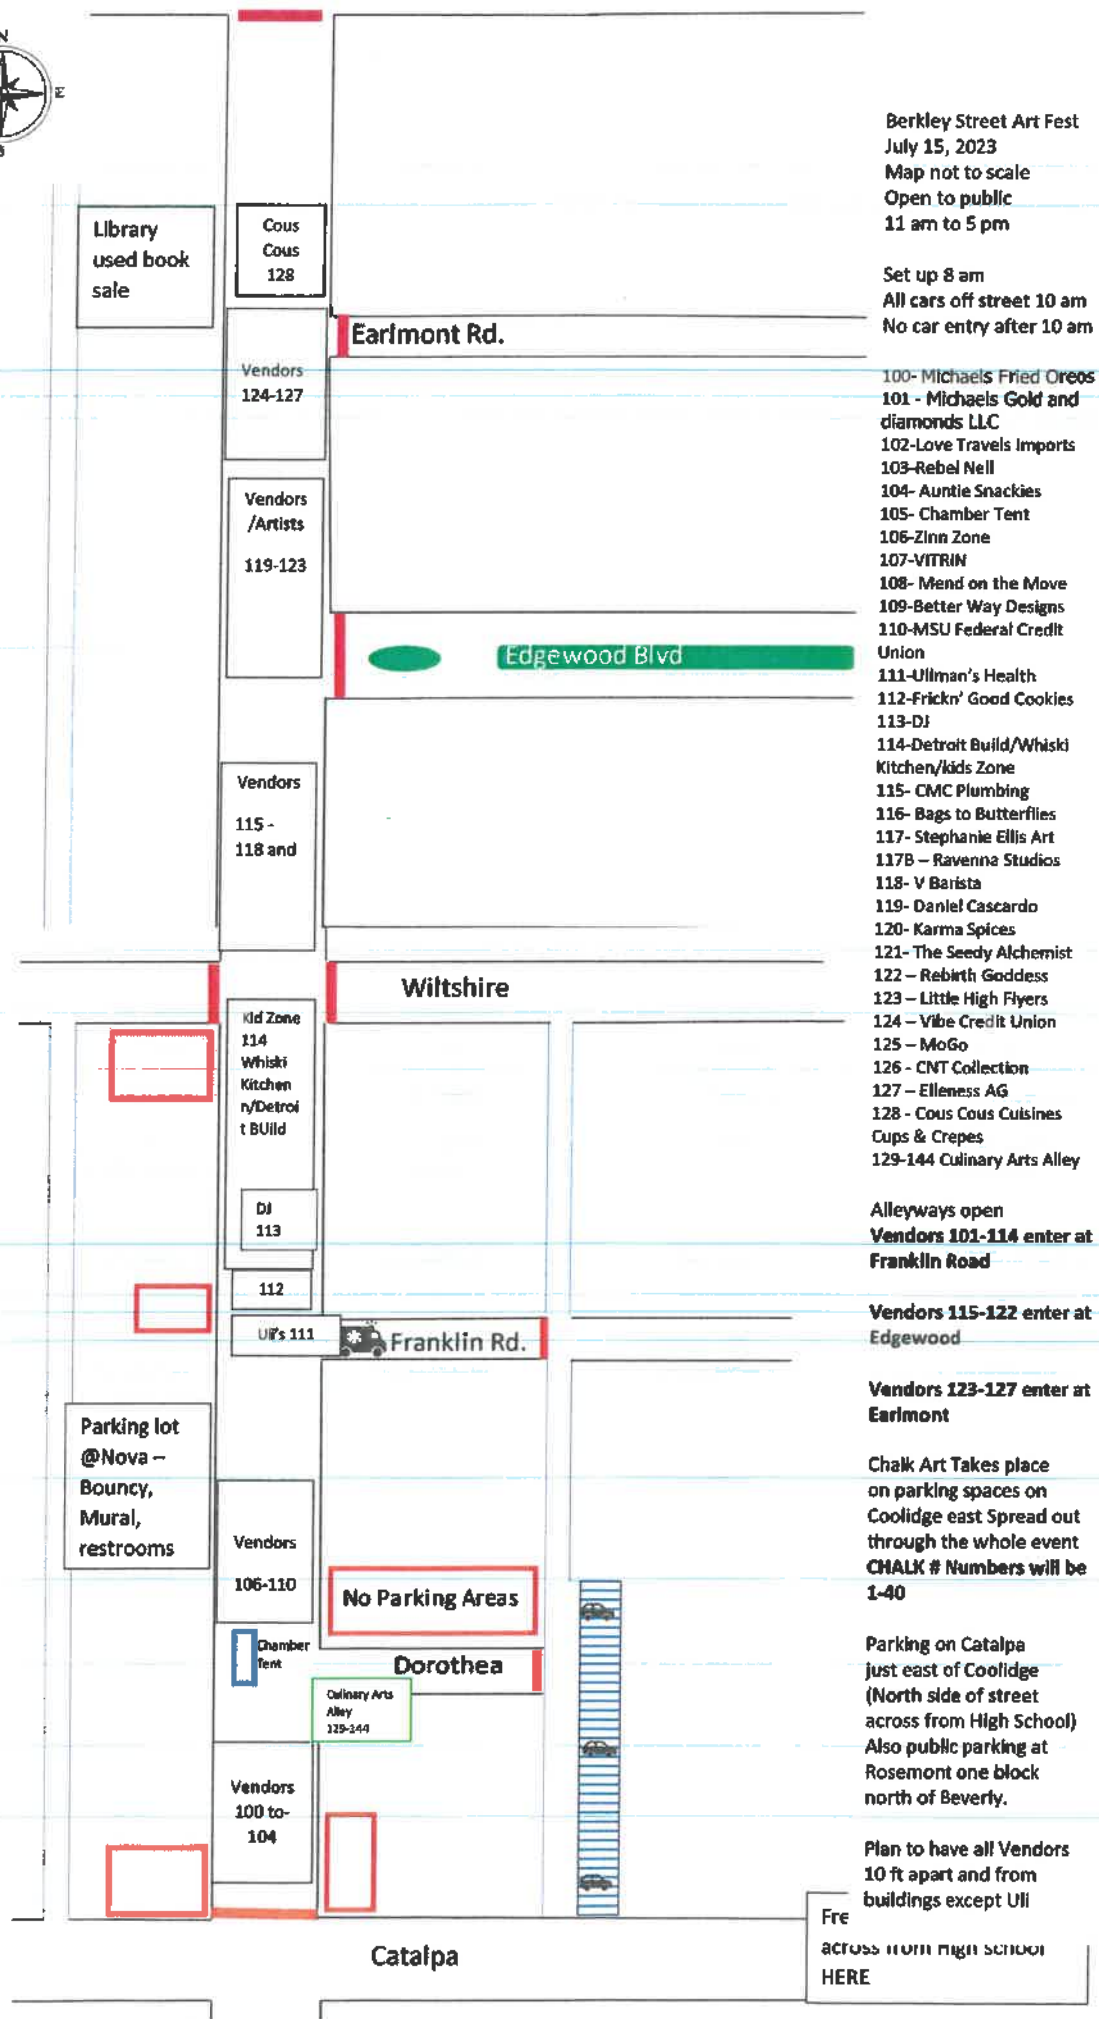 N
E
S
Library
used book
sale
Cous
Cous
128
Earlmont Rd.
Vendors
124-127
Vendors
/Artists
119-123
Edgewood Blvd
Vendors
115 -
118 and
Wiltshire
Kid Zone
114
Whiski
Kitchen
n/Detroi
t BUild
DJ
113
112
Uli's 111
Franklin Rd.
Parking lot
@Nova –
Bouncy,
Mural,
restrooms
Vendors
106-110
No Parking Areas
Chamber
Tent
Dorothea
Culinary Arts
Alley
129-144
Vendors
100 to-
104
Catalpa
Berkley Street Art Fest
July 15, 2023
Map not to scale
Open to public
11 am to 5 pm
Set up 8 am
All cars off street 10 am
No car entry after 10 am
100- Michaels Fried Oreos
101 - Michaels Gold and
diamonds LLC
102-Love Travels Imports
103-Rebel Nell
104- Auntie Snackies
105- Chamber Tent
106-Zinn Zone
107-VITRIN
108- Mend on the Move
109-Better Way Designs
110-MSU Federal Credit
Union
111-Ullman's Health
112-Frickn' Good Cookies
113-DJ
114-Detroit Build/Whiski
Kitchen/kids Zone
115- CMC Plumbing
116- Bags to Butterflies
117- Stephanie Ellis Art
117B – Ravenna Studios
118- V Barista
119- Daniel Cascardo
120- Karma Spices
121- The Seedy Alchemist
122 – Rebirth Goddess
123 – Little High Flyers
124 – Vibe Credit Union
125 – MoGo
126 - CNT Collection
127 – Elleness AG
128 - Cous Cous Cuisines
Cups & Crepes
129-144 Culinary Arts Alley
Alleyways open
Vendors 101-114 enter at
Franklin Road
Vendors 115-122 enter at
Edgewood
Vendors 123-127 enter at
Earlmont
Chalk Art Takes place
on parking spaces on
Coolidge east Spread out
through the whole event
CHALK # Numbers will be
1-40
Parking on Catalpa
just east of Coolidge
(North side of street
across from High School)
Also public parking at
Rosemont one block
north of Beverly.
Plan to have all Vendors
10 ft apart and from
buildings except Uli
Fre
across from High School
HERE